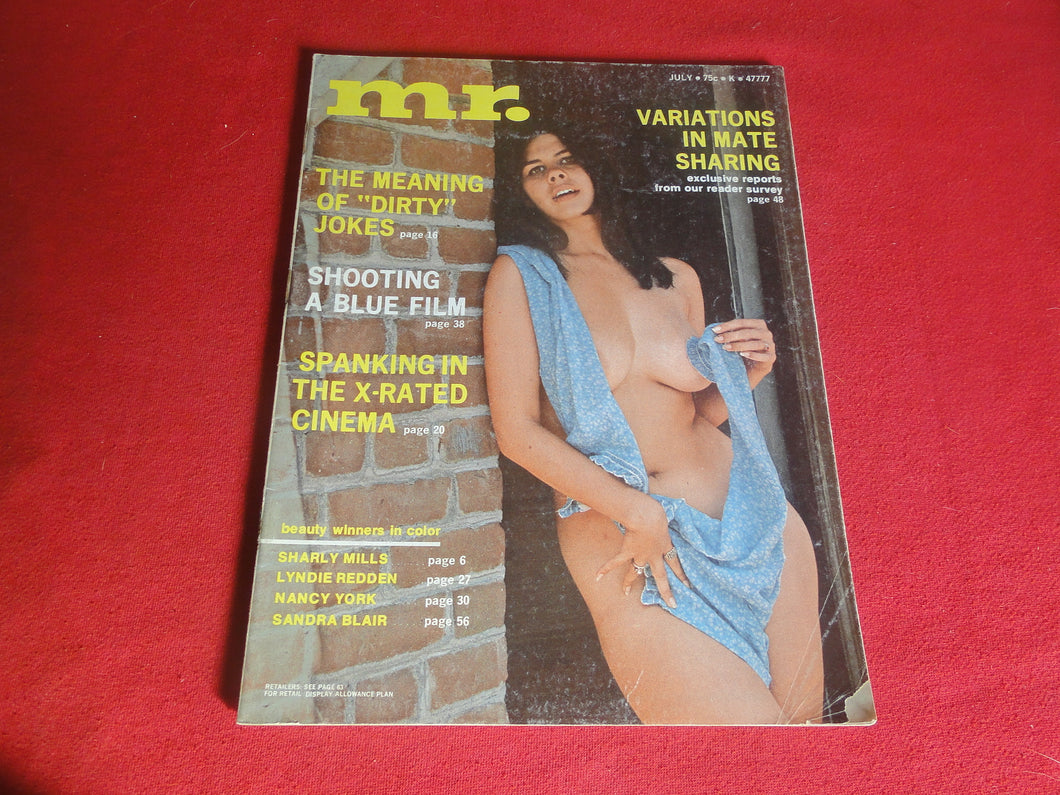 mr.
JULY • 75c • K • 47777
VARIATIONS
IN MATE
SHARING
exclusive reports
from our reader survey
page 48
THE MEANING
OF "DIRTY"
JOKES page 16
SHOOTING
A BLUE FILM
page 38
SPANKING IN
THE X-RATED
CINEMA page 20
beauty winners in color
SHARLY MILLS page 6
LYNDIE REDDEN page 27
NANCY YORK page 30
SANDRA BLAIR page 56
RETAILERS: SEE PAGE 63
FOR RETAIL DISPLAY ALLOWANCE PLAN